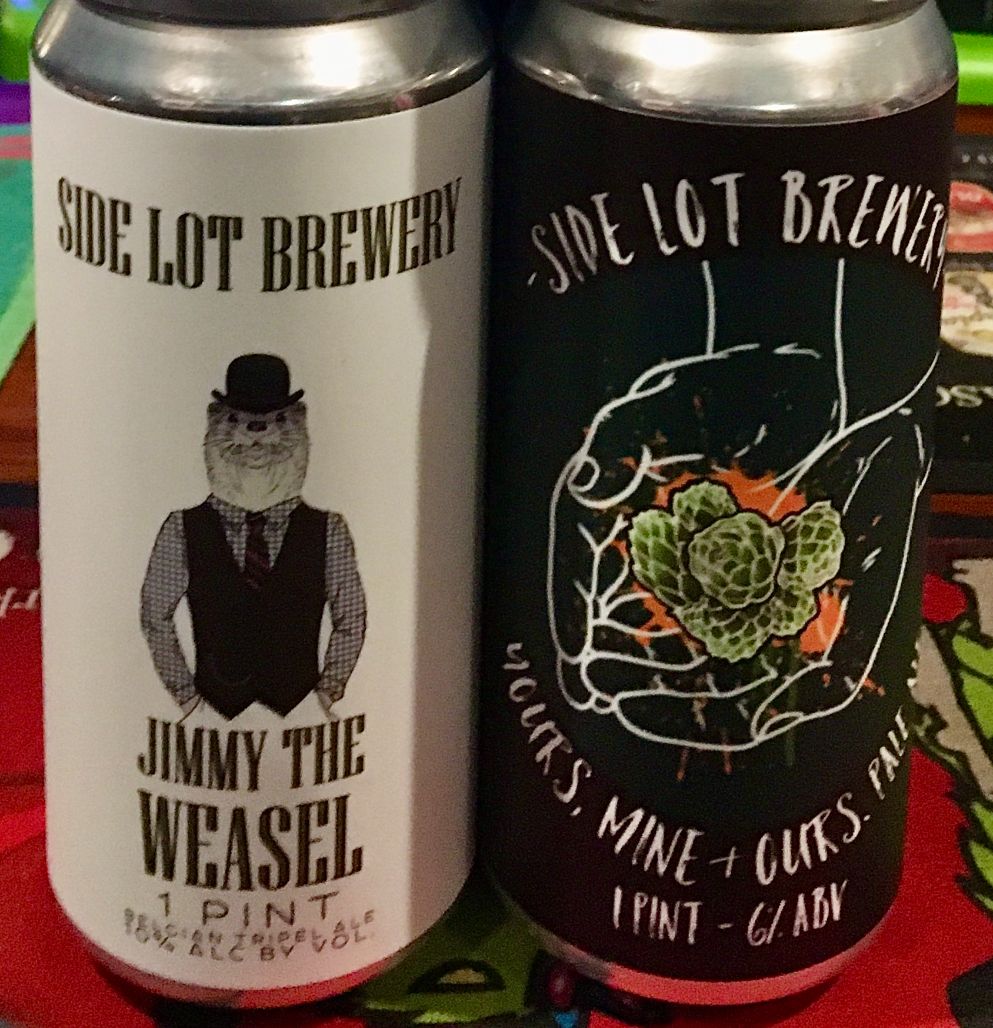 SIDE LOT BREWERY
JIMMY THE
WEASEL
1 PINT
BELGIAN TRIPEL ALE
10% ALC BY VOL.
-SIDE LOT BREWERY
YOURS, MINE + OURS. PALE
1 PINT - 6% ABV